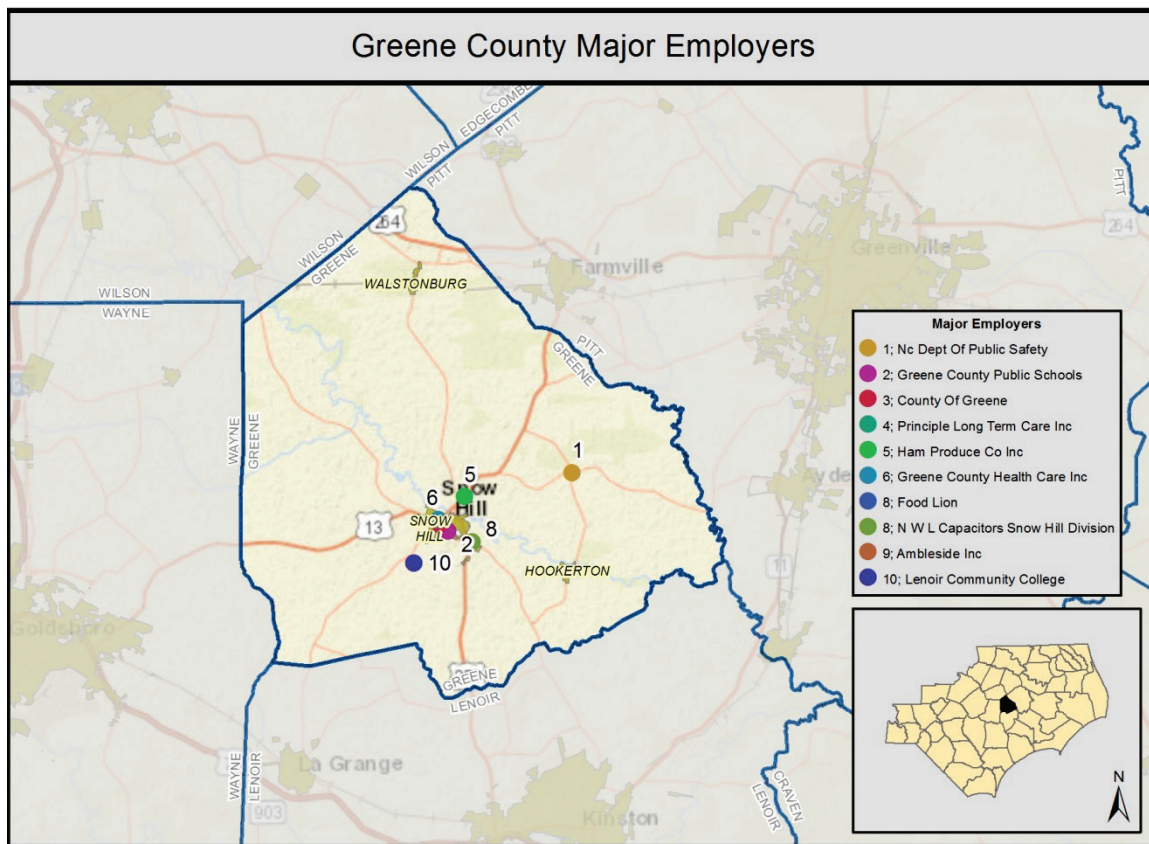 Greene County Major Employers
EDGECOMBE
PITT
WILSON
PITT
264
WILSON
GREENE
WALSTONBURG
Farmville
Greenville
264
PITT
WILSON
WAYNE
PITT
GREENE
WAYNE
GREENE
1
5
Snow
Hill
6
SNOW
HILL
8
2
13
10
HOOKERTON
11
Goldsboro
GREENE
LENOIR
La Grange
WAYNE
LENOIR
903
Kinston
CRAVEN
LENOIR
Major Employers
1; Nc Dept Of Public Safety
2; Greene County Public Schools
3; County Of Greene
4; Principle Long Term Care Inc
5; Ham Produce Co Inc
6; Greene County Health Care Inc
8; Food Lion
8; N W L Capacitors Snow Hill Division
9; Ambleside Inc
10; Lenoir Community College
N